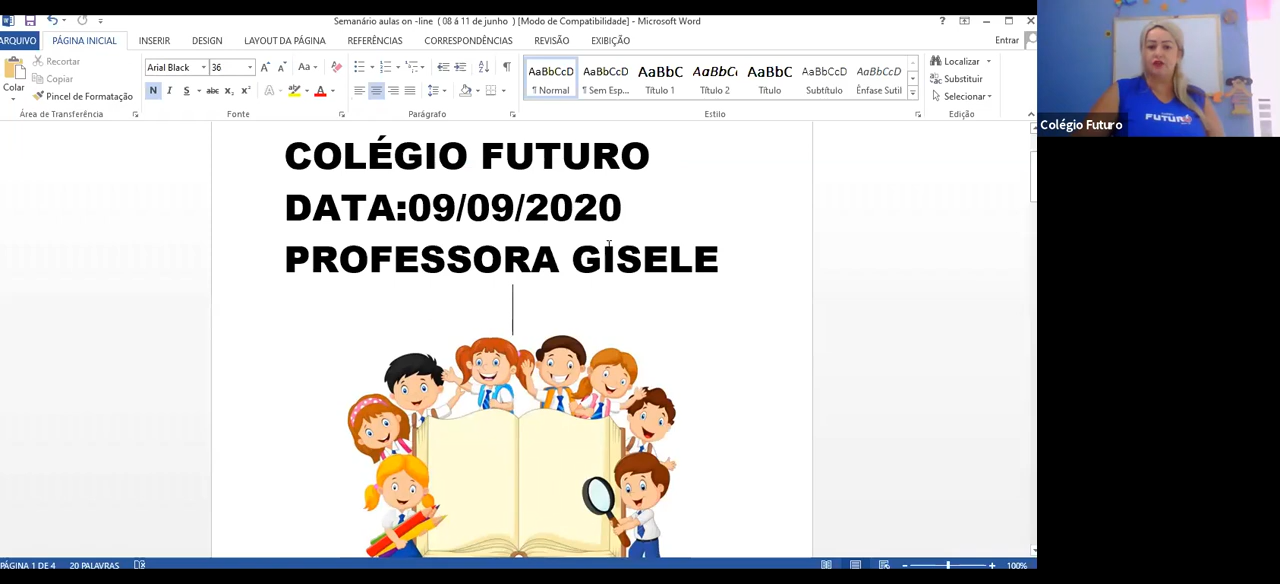 Semanário aulas on -line ( 08 á 11 de junho ) [Modo de Compatibilidade] - Microsoft Word
ARQUIVO PÁGINA INICIAL INSERIR DESIGN LAYOUT DA PÁGINA REFERÊNCIAS CORRESPONDÊNCIAS REVISÃO EXIBIÇÃO Entrar
Recortar
Copiar
Pincel de Formatação
Colar
Área de Transferência
Arial Black 36
Fonte
Parágrafo
AaBbCcD AaBbCcD AaBbC AaBbC AaBbC AaBbCcD AaBbCcD
¶ Normal ¶ Sem Esp... Título 1 Título 2 Título Subtítulo Ênfase Sutil
Estilo
Localizar
Substituir
Selecionar
Edição
COLÉGIO FUTURO
DATA:09/09/2020
PROFESSORA GISELE
FUTURO
Colégio Futuro
PÁGINA 1 DE 4 20 PALAVRAS 100%